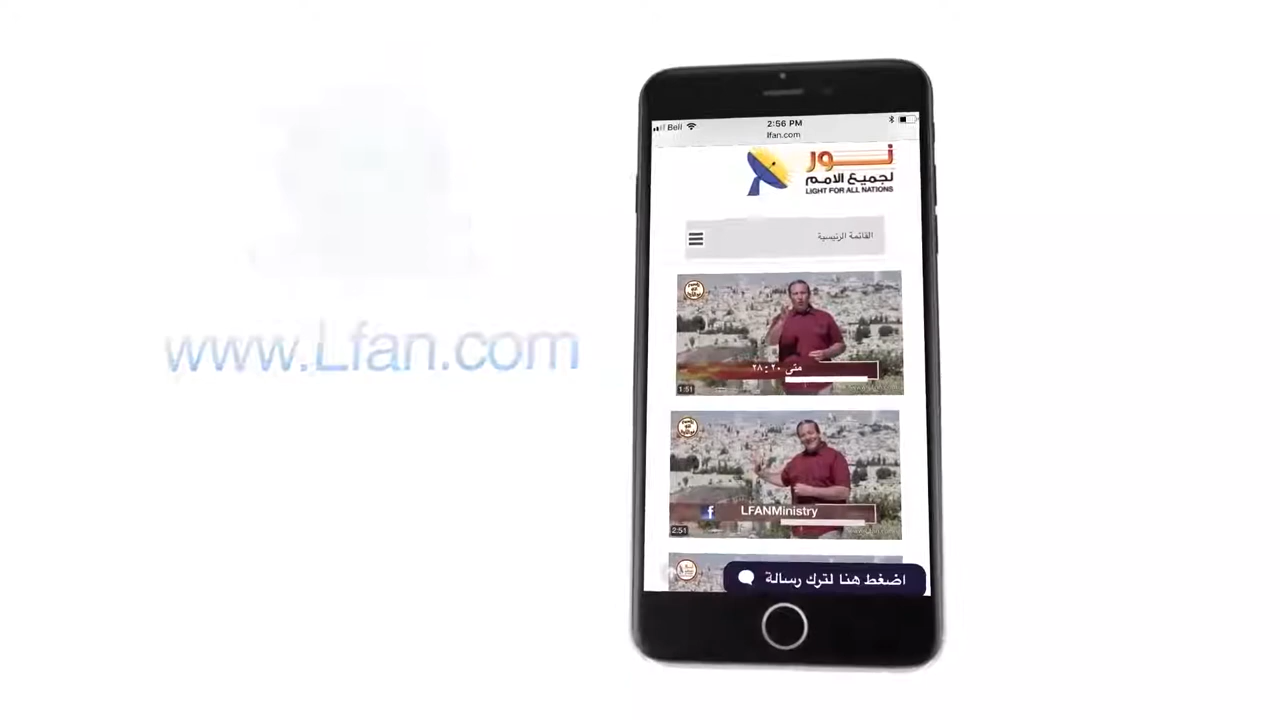 www.Lfan.com
Bell
2:56 PM
lfan.com
نور
لجميع الامم
LIGHT FOR ALL NATIONS
القائمة الرئيسية
متى ٢٠ : ٢٨
1:51
LFANMinistry
2:51
اضغط هنا لترك رسالة